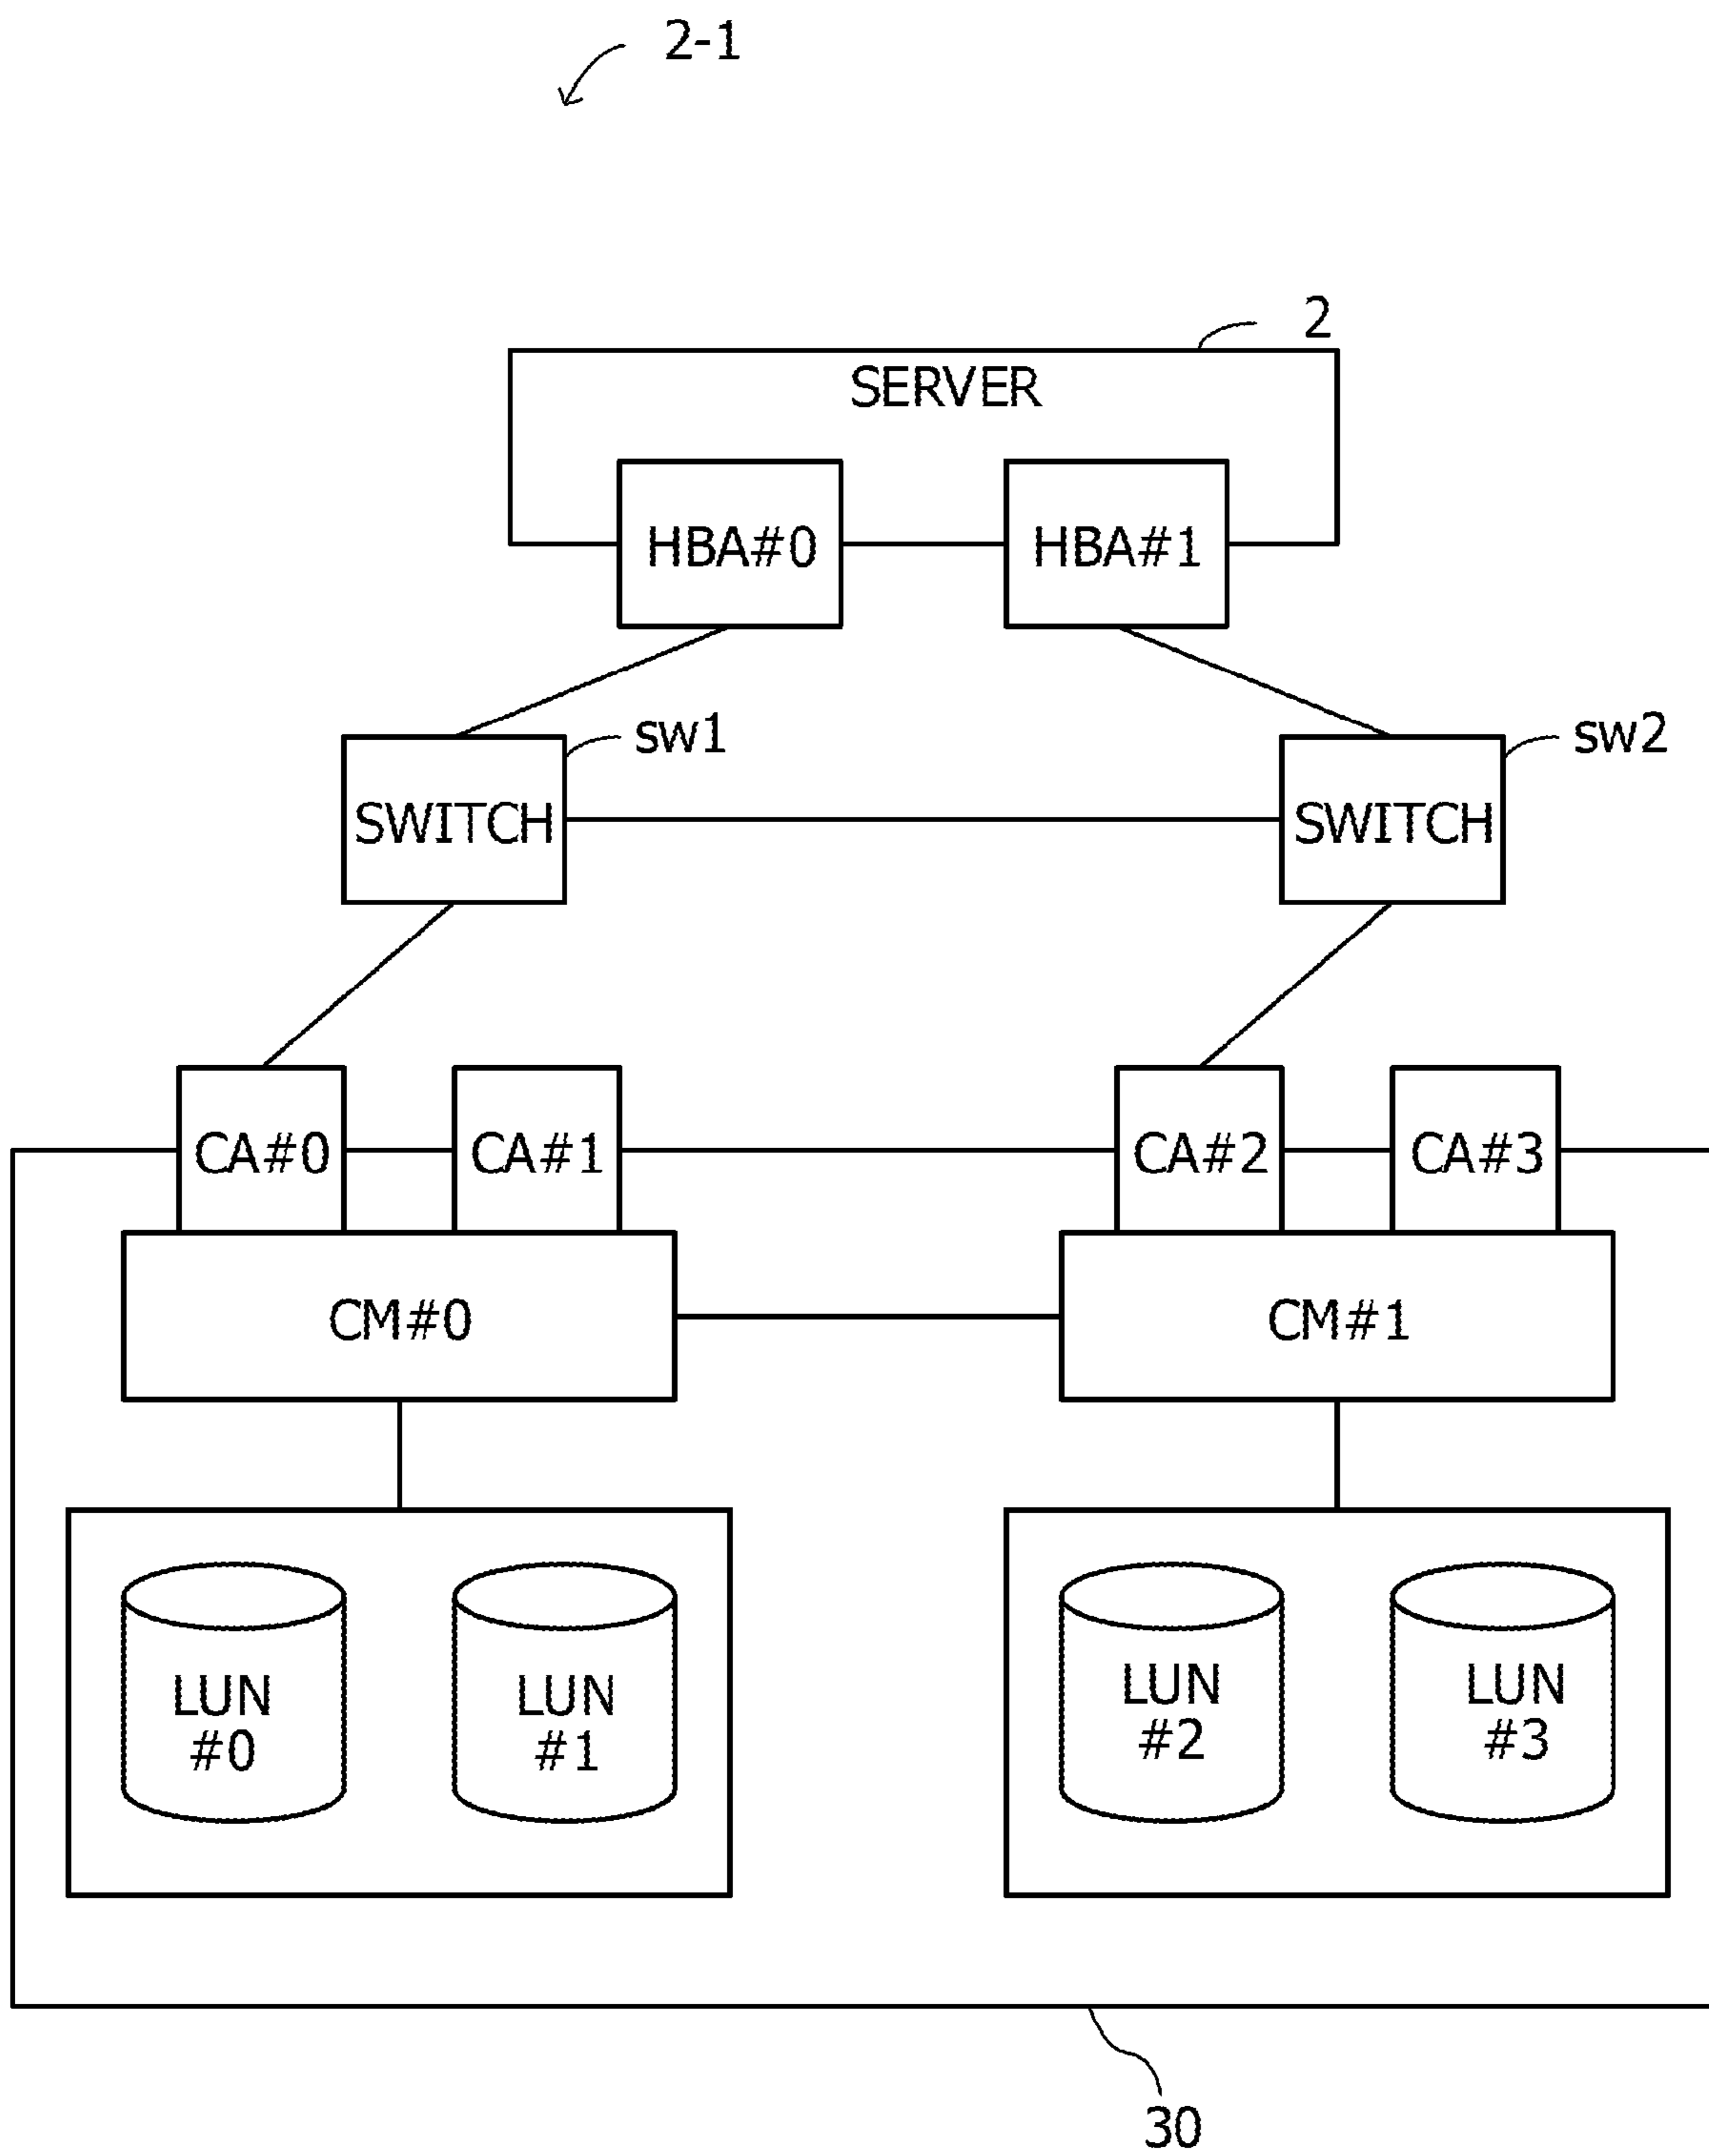 2-1
2
SERVER
HBA#0
HBA#1
sw1
sw2
SWITCH
SWITCH
CA#0
CA#1
CA#2
CA#3
CM#0
CM#1
LUN
#0
LUN
#1
LUN
#2
LUN
#3
30